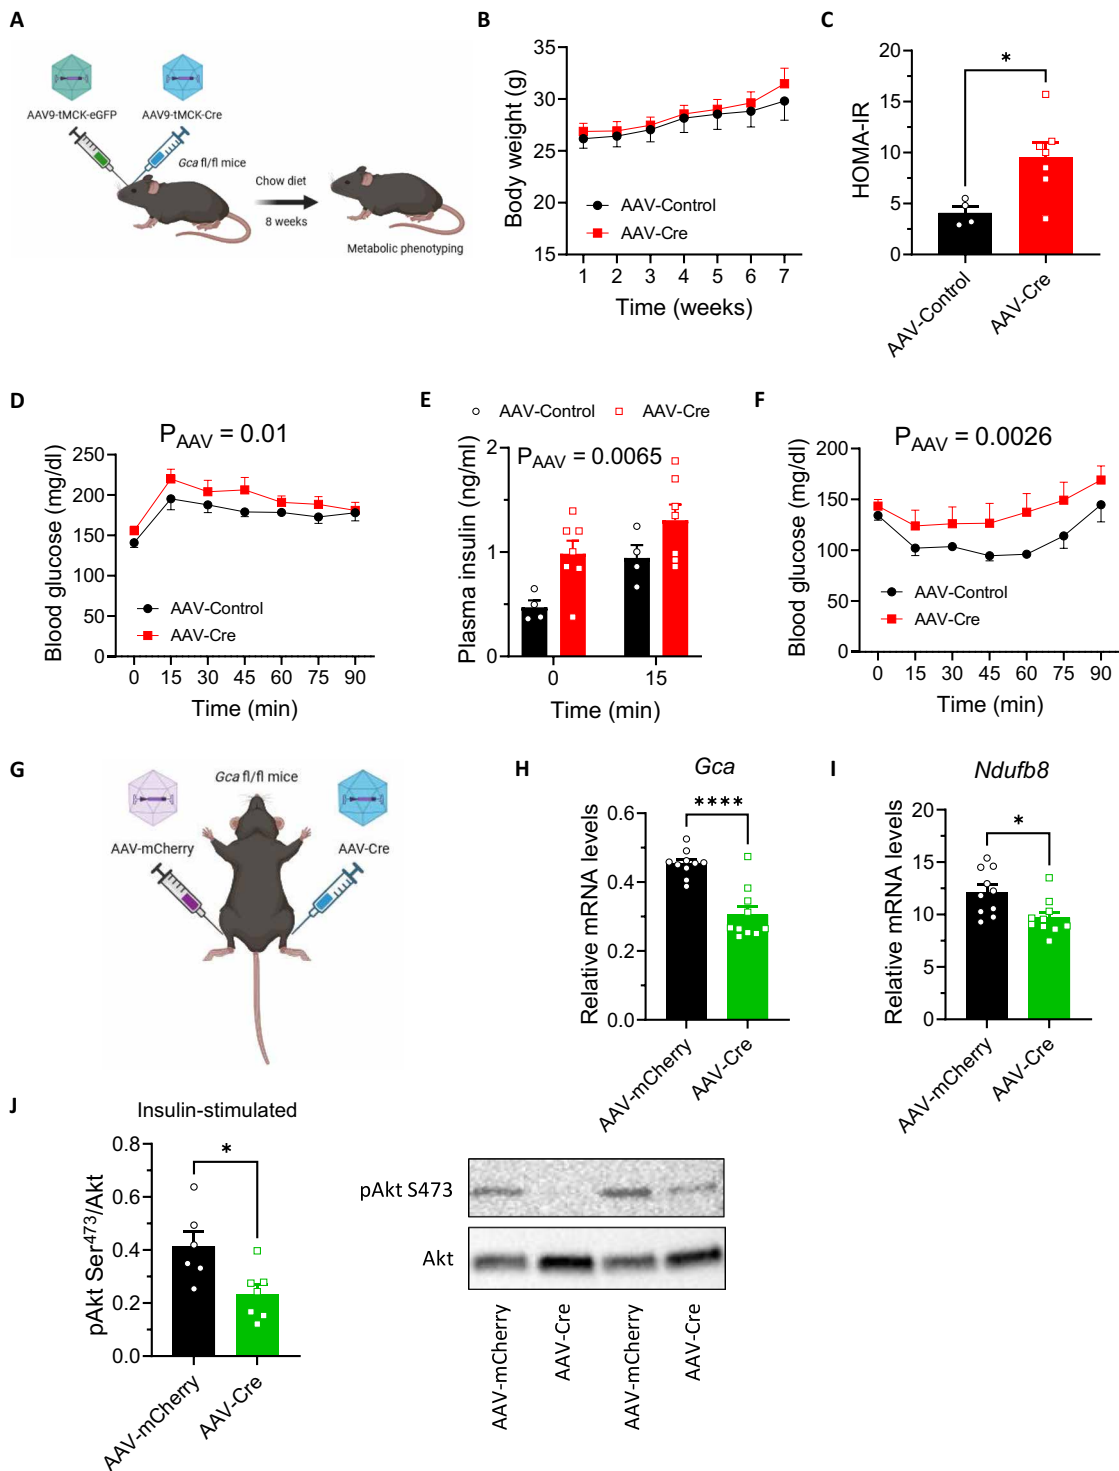 A
AAV9-tMCK-eGFP
AAV9-tMCK-Cre
Gca fl/fl mice
Chow diet
8 weeks
Metabolic phenotyping
B
Body weight (g)
35
30
25
20
15
AAV-Control
AAV-Cre
1 2 3 4 5 6 7
Time (weeks)
C
HOMA-IR
20
15
10
5
0
*
AAV-Control
AAV-Cre
D
P_AAV = 0.01
Blood glucose (mg/dl)
250
200
150
100
50
0
AAV-Control
AAV-Cre
0 15 30 45 60 75 90
Time (min)
E
AAV-Control AAV-Cre
P_AAV = 0.0065
Plasma insulin (ng/ml)
2
1
0
0 15
Time (min)
F
P_AAV = 0.0026
Blood glucose (mg/dl)
200
150
100
50
0
AAV-Control
AAV-Cre
0 15 30 45 60 75 90
Time (min)
G
Gca fl/fl mice
AAV-mCherry
AAV-Cre
H
Gca
****
Relative mRNA levels
0.6
0.4
0.2
0.0
AAV-mCherry
AAV-Cre
I
Ndufb8
*
Relative mRNA levels
20
15
10
5
0
AAV-mCherry
AAV-Cre
J
Insulin-stimulated
*
pAkt Ser⁴⁷³/Akt
0.8
0.6
0.4
0.2
0.0
AAV-mCherry
AAV-Cre
pAkt S473
Akt
AAV-mCherry
AAV-Cre
AAV-mCherry
AAV-Cre